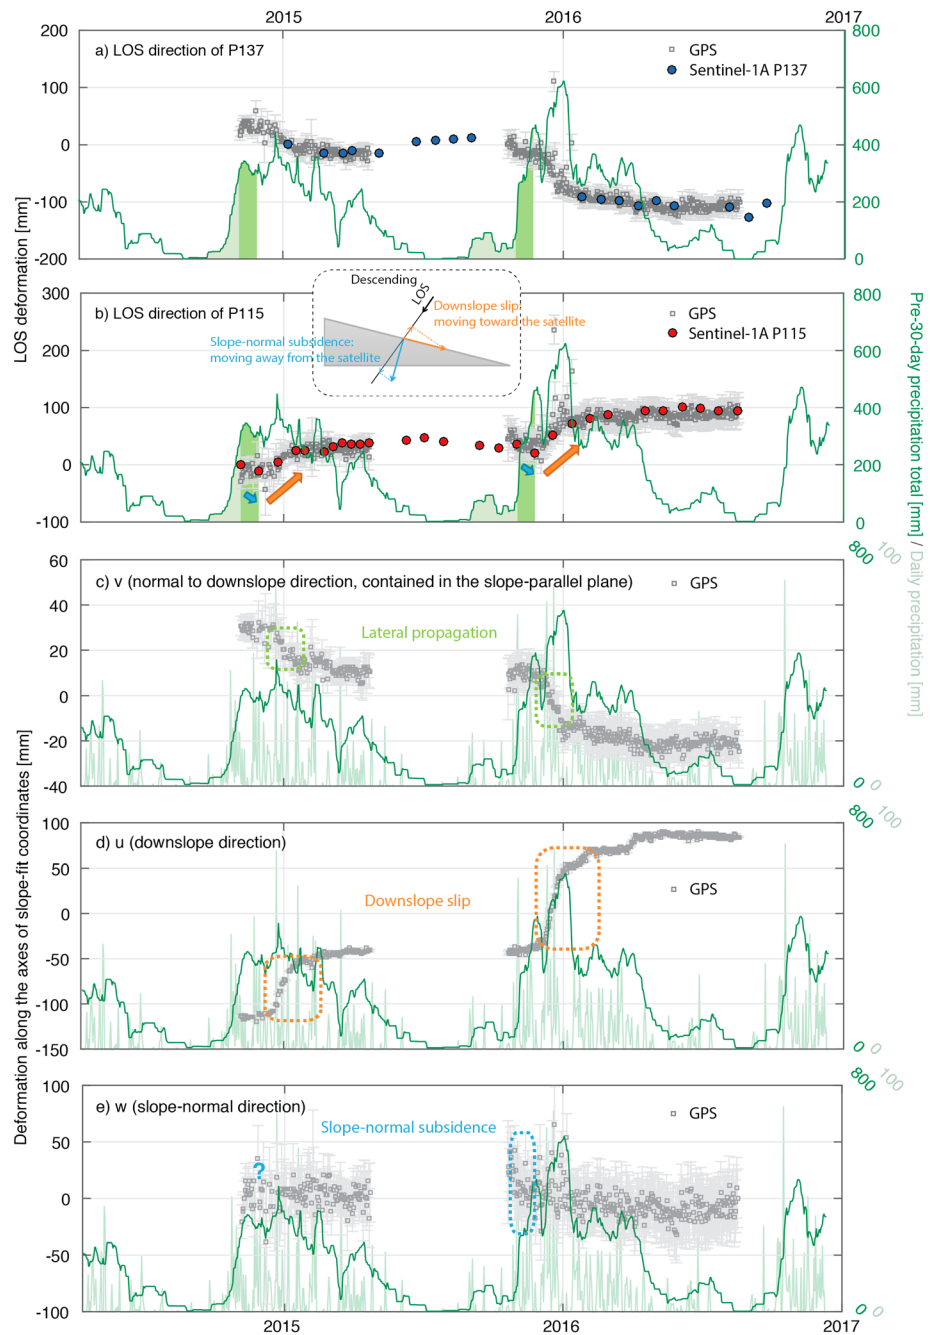 2015
2016
2017
200
100
0
-100
-200
800
600
400
200
0
a) LOS direction of P137
GPS
Sentinel-1A P137
LOS deformation [mm]
300
200
100
0
-100
800
600
400
200
0
b) LOS direction of P115
GPS
Sentinel-1A P115
Descending
LOS
Downslope slip:
moving toward the satellite
Slope-normal subsidence:
moving away from the satellite
Pre-30-day precipitation total [mm] / Daily precipitation [mm]
60
40
20
0
-20
-40
800
100
0
0
c) v (normal to downslope direction, contained in the slope-parallel plane)
GPS
Lateral propagation
Deformation along the axes of slope-fit coordinates [mm]
100
50
0
-50
-100
-150
800
100
0
0
d) u (downslope direction)
GPS
Downslope slip
100
50
0
-50
-100
800
100
0
0
e) w (slope-normal direction)
GPS
Slope-normal subsidence
?
2015
2016
2017